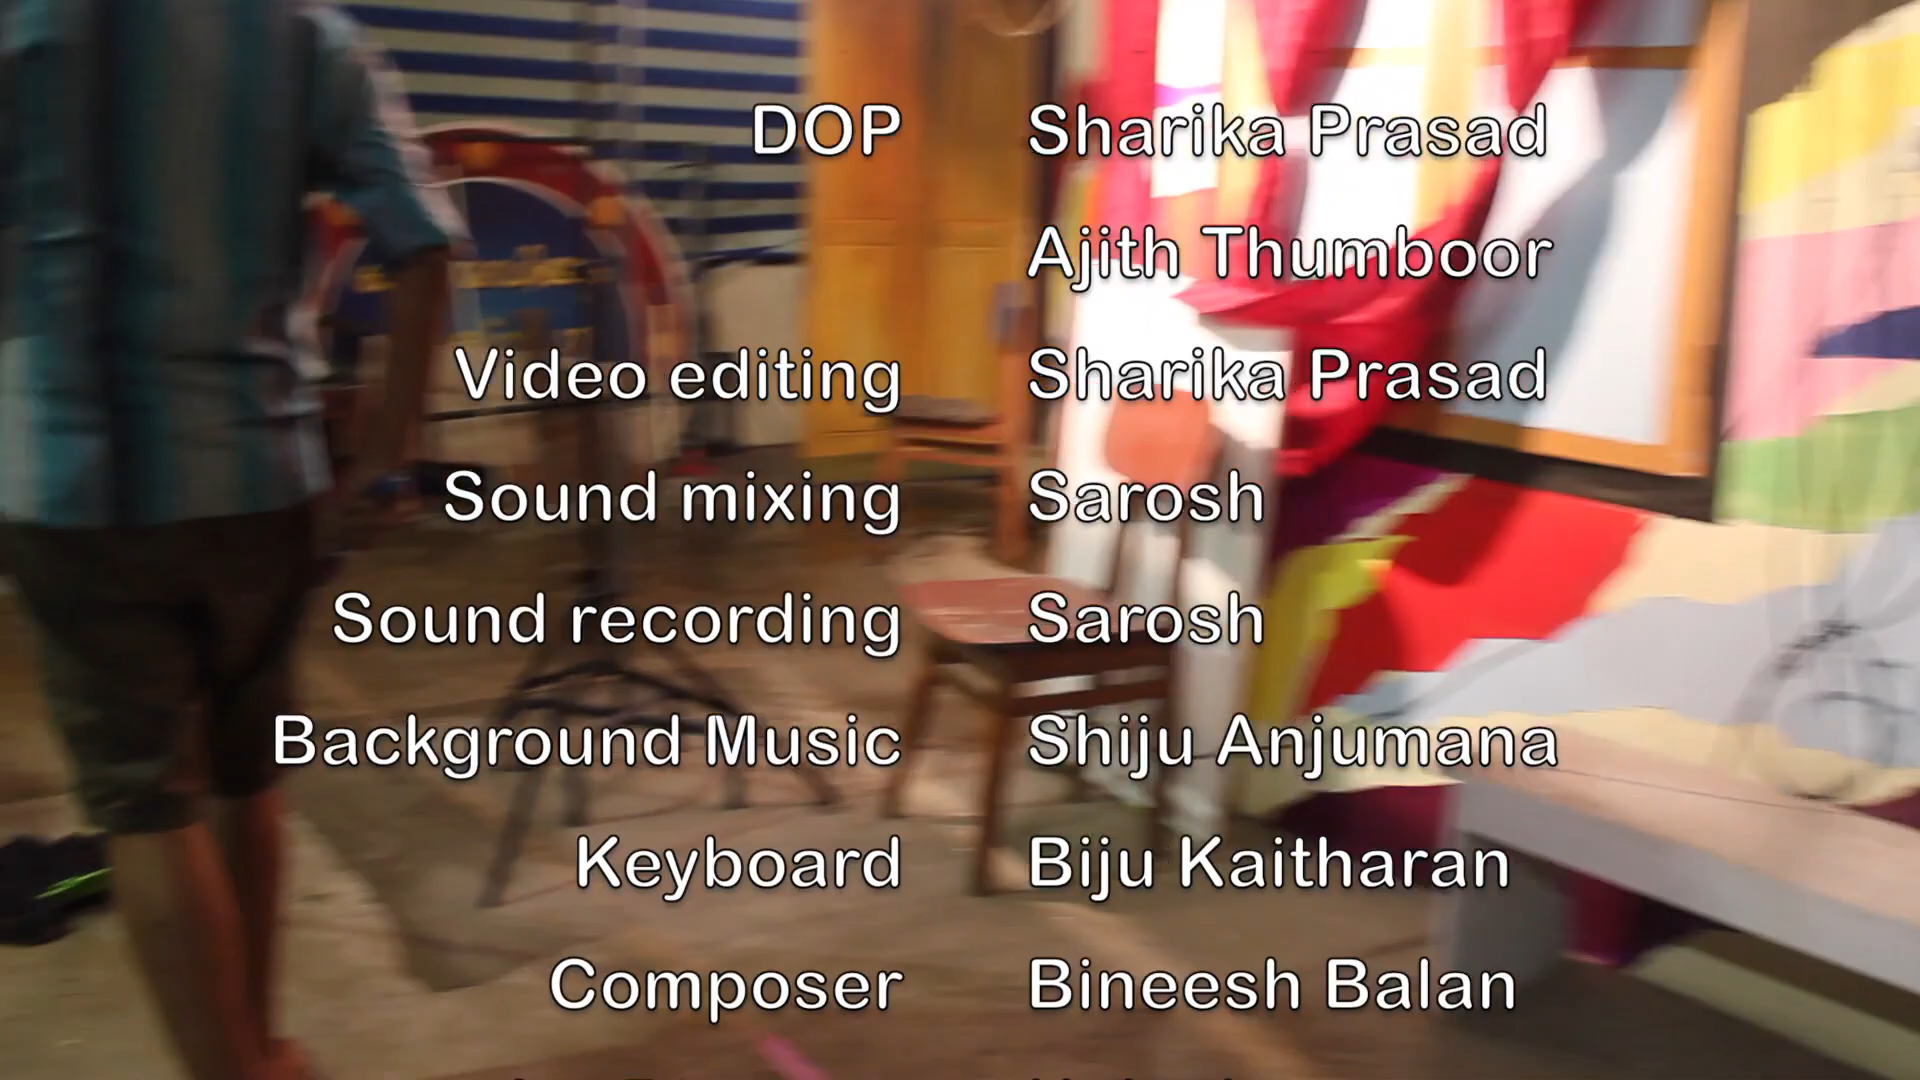 DOP Sharika Prasad
Ajith Thumboor
Video editing Sharika Prasad
Sound mixing Sarosh
Sound recording Sarosh
Background Music Shiju Anjumana
Keyboard Biju Kaitharan
Composer Bineesh Balan